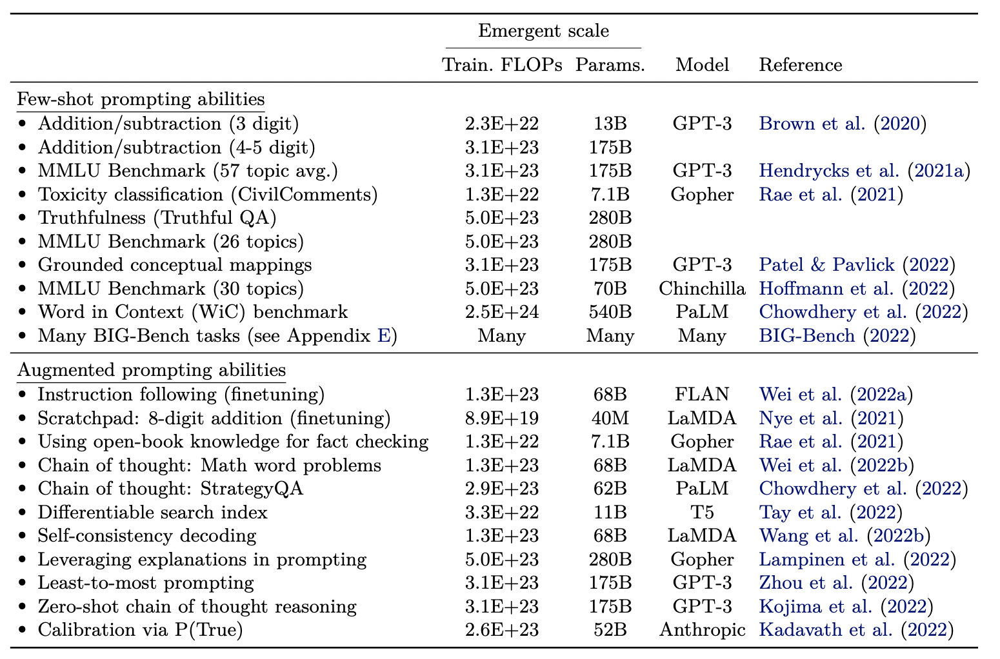 Emergent scale
Train. FLOPs Params. Model Reference
Few-shot prompting abilities
• Addition/subtraction (3 digit) 2.3E+22 13B GPT-3 Brown et al. (2020)
• Addition/subtraction (4-5 digit) 3.1E+23 175B
• MMLU Benchmark (57 topic avg.) 3.1E+23 175B GPT-3 Hendrycks et al. (2021a)
• Toxicity classification (CivilComments) 1.3E+22 7.1B Gopher Rae et al. (2021)
• Truthfulness (Truthful QA) 5.0E+23 280B
• MMLU Benchmark (26 topics) 5.0E+23 280B
• Grounded conceptual mappings 3.1E+23 175B GPT-3 Patel & Pavlick (2022)
• MMLU Benchmark (30 topics) 5.0E+23 70B Chinchilla Hoffmann et al. (2022)
• Word in Context (WiC) benchmark 2.5E+24 540B PaLM Chowdhery et al. (2022)
• Many BIG-Bench tasks (see Appendix E) Many Many Many BIG-Bench (2022)
Augmented prompting abilities
• Instruction following (finetuning) 1.3E+23 68B FLAN Wei et al. (2022a)
• Scratchpad: 8-digit addition (finetuning) 8.9E+19 40M LaMDA Nye et al. (2021)
• Using open-book knowledge for fact checking 1.3E+22 7.1B Gopher Rae et al. (2021)
• Chain of thought: Math word problems 1.3E+23 68B LaMDA Wei et al. (2022b)
• Chain of thought: StrategyQA 2.9E+23 62B PaLM Chowdhery et al. (2022)
• Differentiable search index 3.3E+22 11B T5 Tay et al. (2022)
• Self-consistency decoding 1.3E+23 68B LaMDA Wang et al. (2022b)
• Leveraging explanations in prompting 5.0E+23 280B Gopher Lampinen et al. (2022)
• Least-to-most prompting 3.1E+23 175B GPT-3 Zhou et al. (2022)
• Zero-shot chain of thought reasoning 3.1E+23 175B GPT-3 Kojima et al. (2022)
• Calibration via P(True) 2.6E+23 52B Anthropic Kadavath et al. (2022)